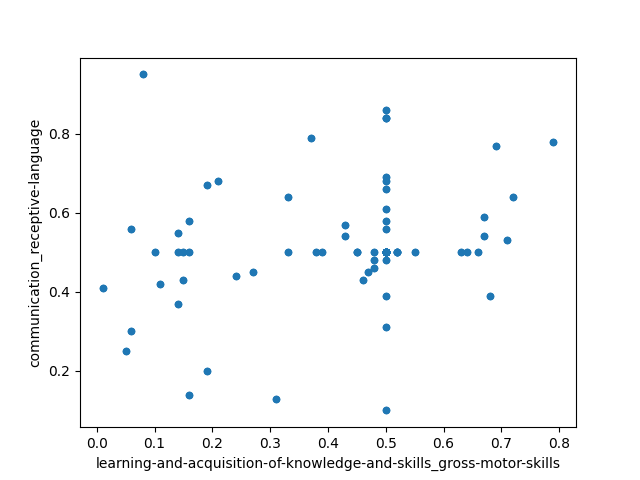 0.8
0.6
0.4
0.2
communication_receptive-language
0.0 0.1 0.2 0.3 0.4 0.5 0.6 0.7 0.8
learning-and-acquisition-of-knowledge-and-skills_gross-motor-skills